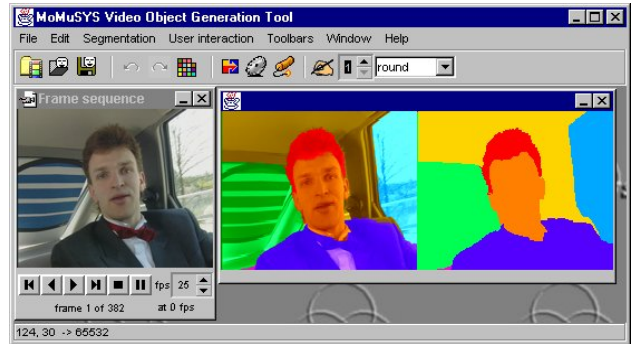 MoMuSYS Video Object Generation Tool
File Edit Segmentation User interaction Toolbars Window Help
1 round
Frame sequence
fps 25
frame 1 of 382 at 0 fps
124, 30 -> 65532